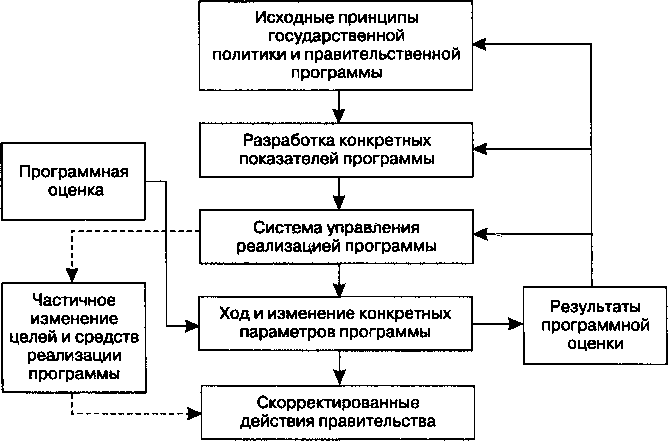 Исходные принципы
государственной
политики и правительственной
программы
Разработка конкретных
показателей программы
Программная
оценка
Система управления
реализацией программы
Частичное
изменение
целей и средств
реализации
программы
Ход и изменение конкретных
параметров программы
Результаты
программной
оценки
Скорректированные
действия правительства